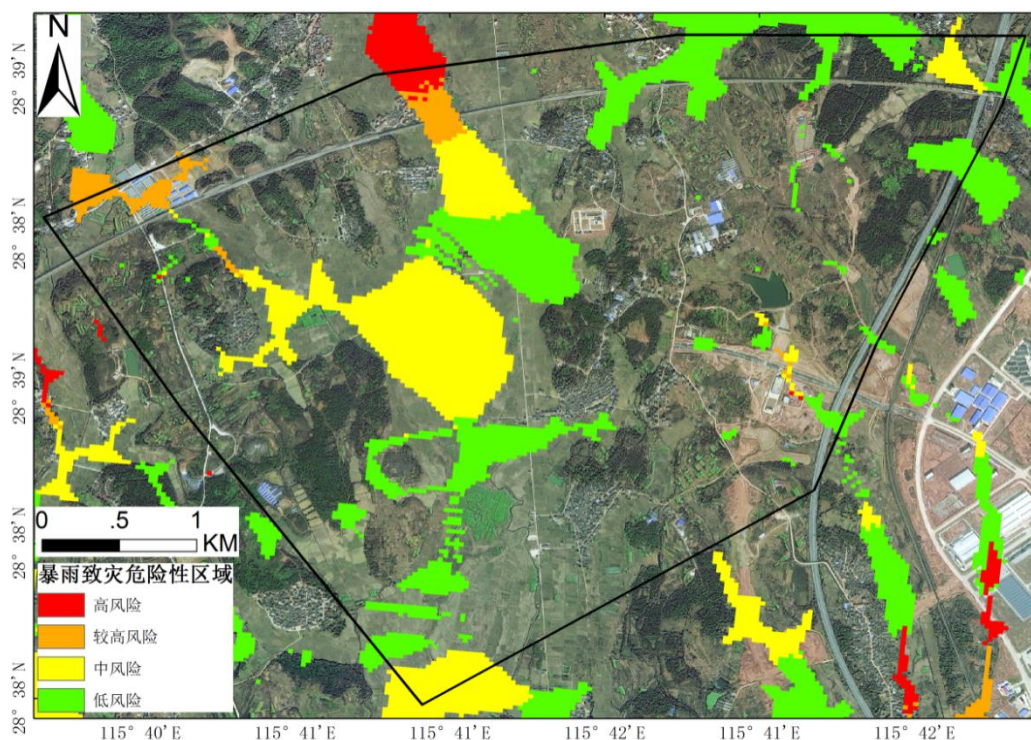 N
28° 39' N
28° 38' N
28° 39' N
28° 38' N
28° 38' N
0 .5 1
KM
暴雨致灾危险性区域
高风险
较高风险
中风险
低风险
115° 40' E
115° 41' E
115° 41' E
115° 42' E
115° 41' E
115° 42' E